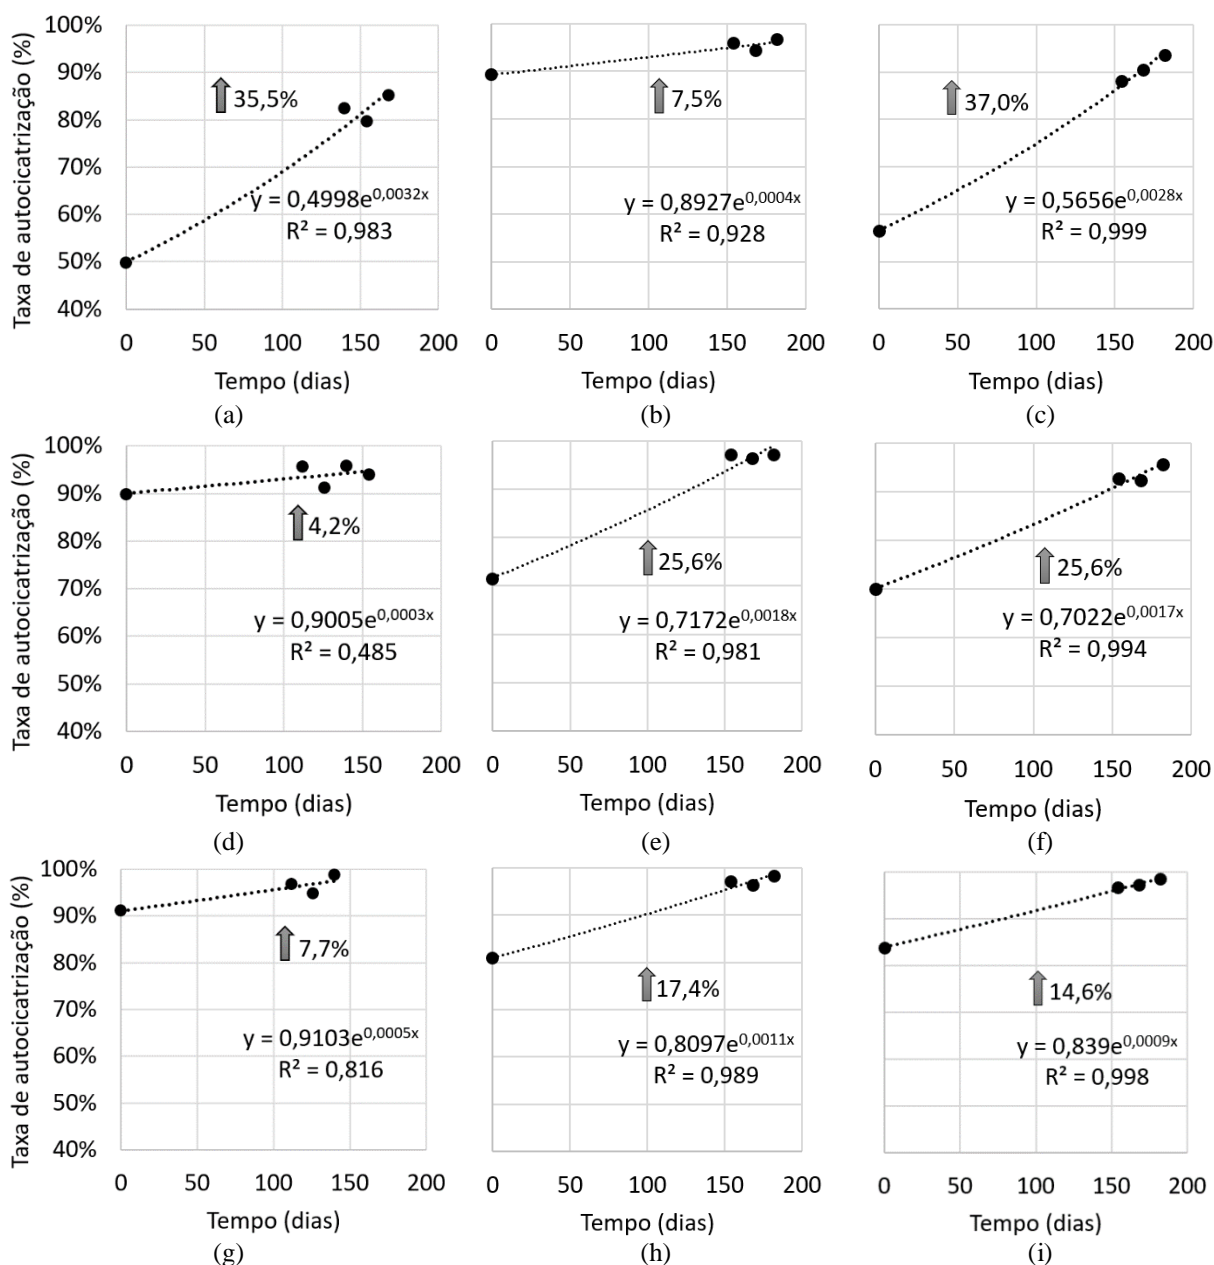 Taxa de autocicatrização (%)
100%
90%
80%
70%
60%
50%
40%
35,5%
y = 0,4998e^0,0032x
R² = 0,983
0 50 100 150 200
Tempo (dias)
(a)
7,5%
y = 0,8927e^0,0004x
R² = 0,928
0 50 100 150 200
Tempo (dias)
(b)
37,0%
y = 0,5656e^0,0028x
R² = 0,999
0 50 100 150 200
Tempo (dias)
(c)
Taxa de autocicatrização (%)
100%
90%
80%
70%
60%
50%
40%
4,2%
y = 0,9005e^0,0003x
R² = 0,485
0 50 100 150 200
Tempo (dias)
(d)
25,6%
y = 0,7172e^0,0018x
R² = 0,981
0 50 100 150 200
Tempo (dias)
(e)
25,6%
y = 0,7022e^0,0017x
R² = 0,994
0 50 100 150 200
Tempo (dias)
(f)
Taxa de autocicatrização (%)
100%
90%
80%
70%
60%
50%
40%
7,7%
y = 0,9103e^0,0005x
R² = 0,816
0 50 100 150 200
Tempo (dias)
(g)
17,4%
y = 0,8097e^0,0011x
R² = 0,989
0 50 100 150 200
Tempo (dias)
(h)
14,6%
y = 0,839e^0,0009x
R² = 0,998
0 50 100 150 200
Tempo (dias)
(i)